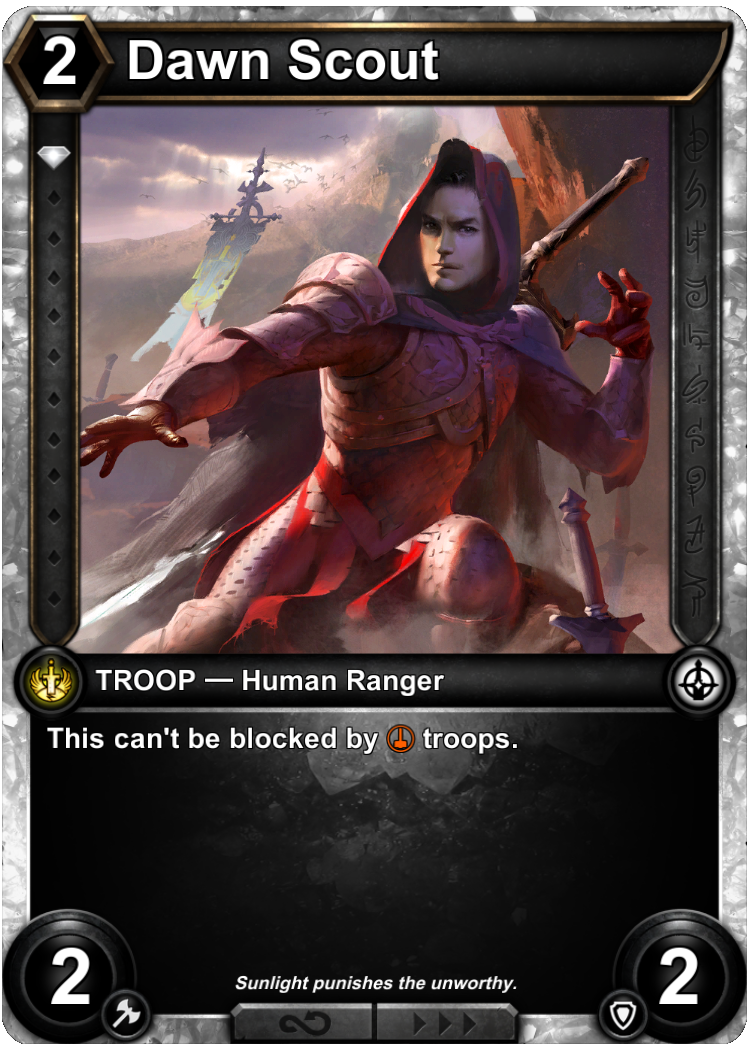 2 Dawn Scout
TROOP — Human Ranger
This can't be blocked by troops.
Sunlight punishes the unworthy.
2 2